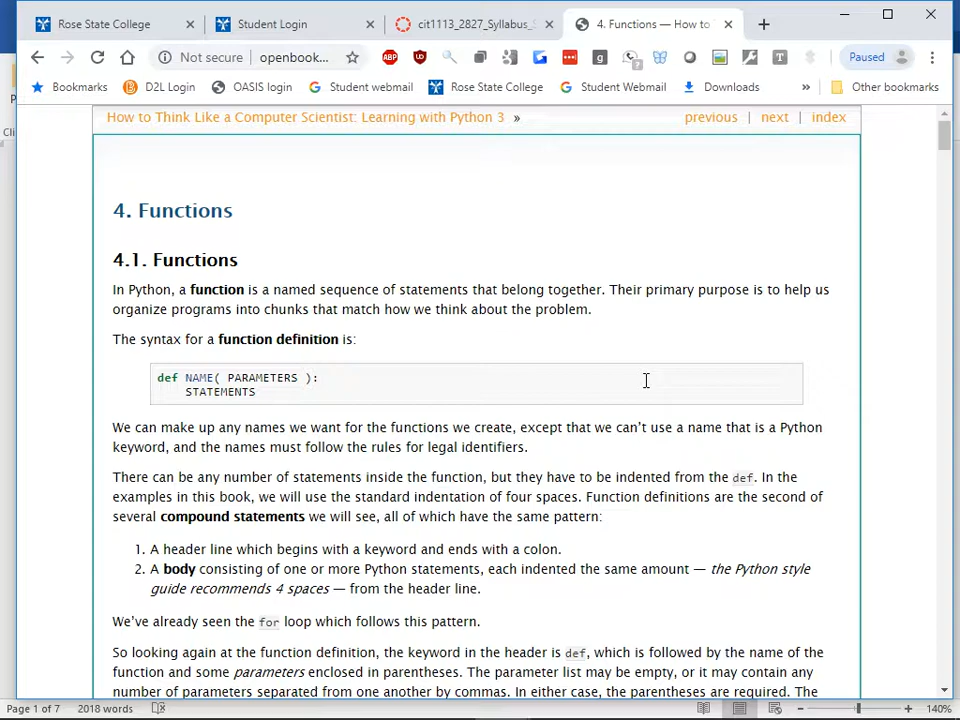 Rose State College
Student Login
cit1113_2827_Syllabus_S
4. Functions — How to
Not secure
openbook...
Paused
Bookmarks
D2L Login
OASIS login
Student webmail
Rose State College
Student Webmail
Downloads
»
Other bookmarks
How to Think Like a Computer Scientist: Learning with Python 3 »
previous | next | index
4. Functions
4.1. Functions
In Python, a function is a named sequence of statements that belong together. Their primary purpose is to help us
organize programs into chunks that match how we think about the problem.
The syntax for a function definition is:
def NAME( PARAMETERS ):
STATEMENTS
We can make up any names we want for the functions we create, except that we can't use a name that is a Python
keyword, and the names must follow the rules for legal identifiers.
There can be any number of statements inside the function, but they have to be indented from the def. In the
examples in this book, we will use the standard indentation of four spaces. Function definitions are the second of
several compound statements we will see, all of which have the same pattern:
1. A header line which begins with a keyword and ends with a colon.
2. A body consisting of one or more Python statements, each indented the same amount — the Python style
guide recommends 4 spaces — from the header line.
We've already seen the for loop which follows this pattern.
So looking again at the function definition, the keyword in the header is def, which is followed by the name of the
function and some parameters enclosed in parentheses. The parameter list may be empty, or it may contain any
number of parameters separated from one another by commas. In either case, the parentheses are required. The
Page 1 of 7
2018 words
140%